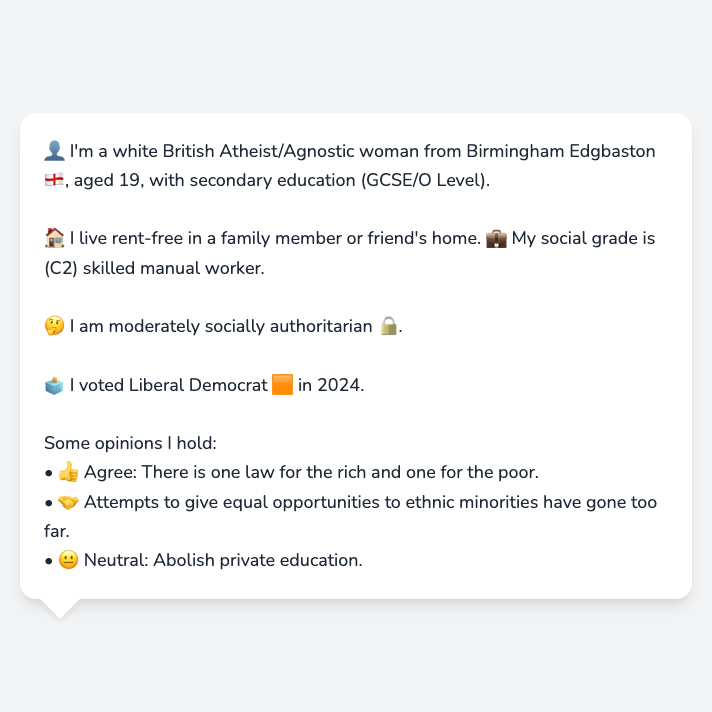 👤 I'm a white British Atheist/Agnostic woman from Birmingham Edgbaston
🏴󠁧󠁢󠁥󠁮󠁧󠁿, aged 19, with secondary education (GCSE/O Level).
🏠 I live rent-free in a family member or friend's home. 💼 My social grade is
(C2) skilled manual worker.
🤔 I am moderately socially authoritarian 🔒.
🗳️ I voted Liberal Democrat 🟧 in 2024.
Some opinions I hold:
• 👍 Agree: There is one law for the rich and one for the poor.
• 🤝 Attempts to give equal opportunities to ethnic minorities have gone too
far.
• 😐 Neutral: Abolish private education.